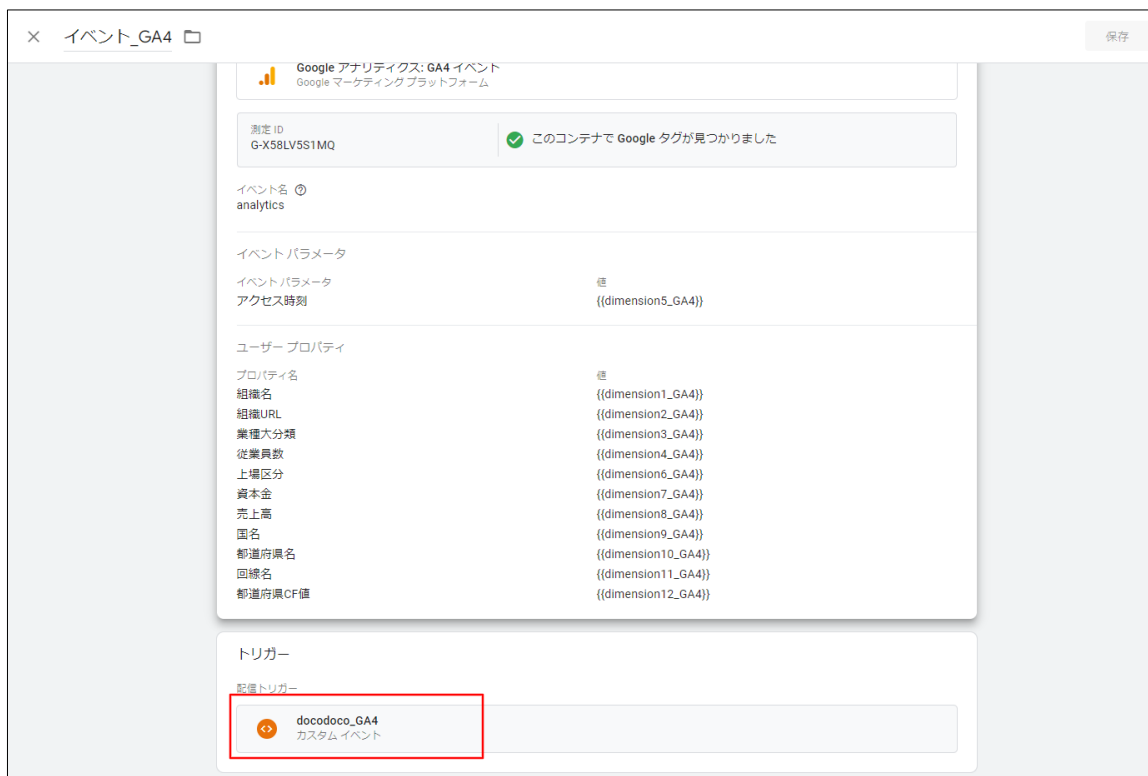 イベント_GA4
保存
Google アナリティクス: GA4 イベント
Google マーケティング プラットフォーム
測定 ID
G-X58LV5S1MQ
このコンテナで Google タグが見つかりました
イベント名
analytics
イベント パラメータ
イベント パラメータ 値
アクセス時刻 {{dimension5_GA4}}
ユーザー プロパティ
プロパティ名 値
組織名 {{dimension1_GA4}}
組織URL {{dimension2_GA4}}
業種大分類 {{dimension3_GA4}}
従業員数 {{dimension4_GA4}}
上場区分 {{dimension6_GA4}}
資本金 {{dimension7_GA4}}
売上高 {{dimension8_GA4}}
国名 {{dimension9_GA4}}
都道府県名 {{dimension10_GA4}}
回線名 {{dimension11_GA4}}
都道府県CF値 {{dimension12_GA4}}
トリガー
配信トリガー
docodoco_GA4
カスタム イベント